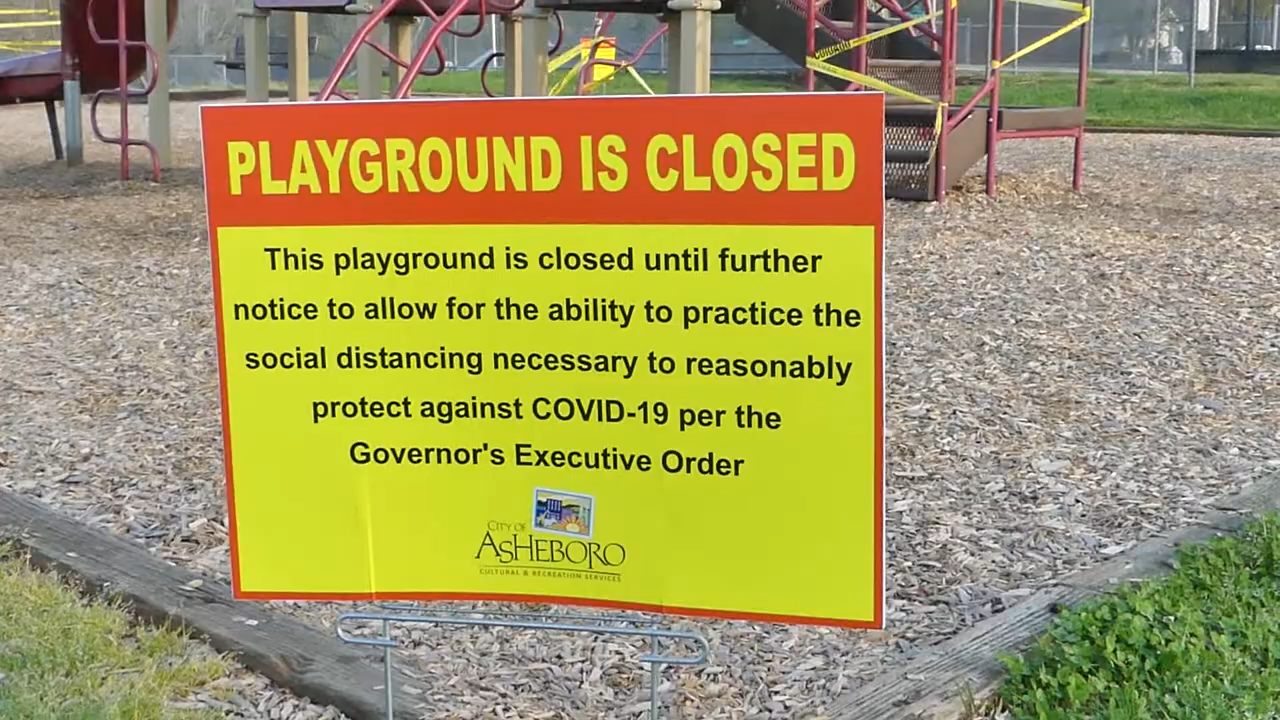 CUIDADO
PLAYGROUND IS CLOSED
This playground is closed until further
notice to allow for the ability to practice the
social distancing necessary to reasonably
protect against COVID-19 per the
Governor's Executive Order
CITY OF
ASHEBORO
CULTURAL & RECREATION SERVICES